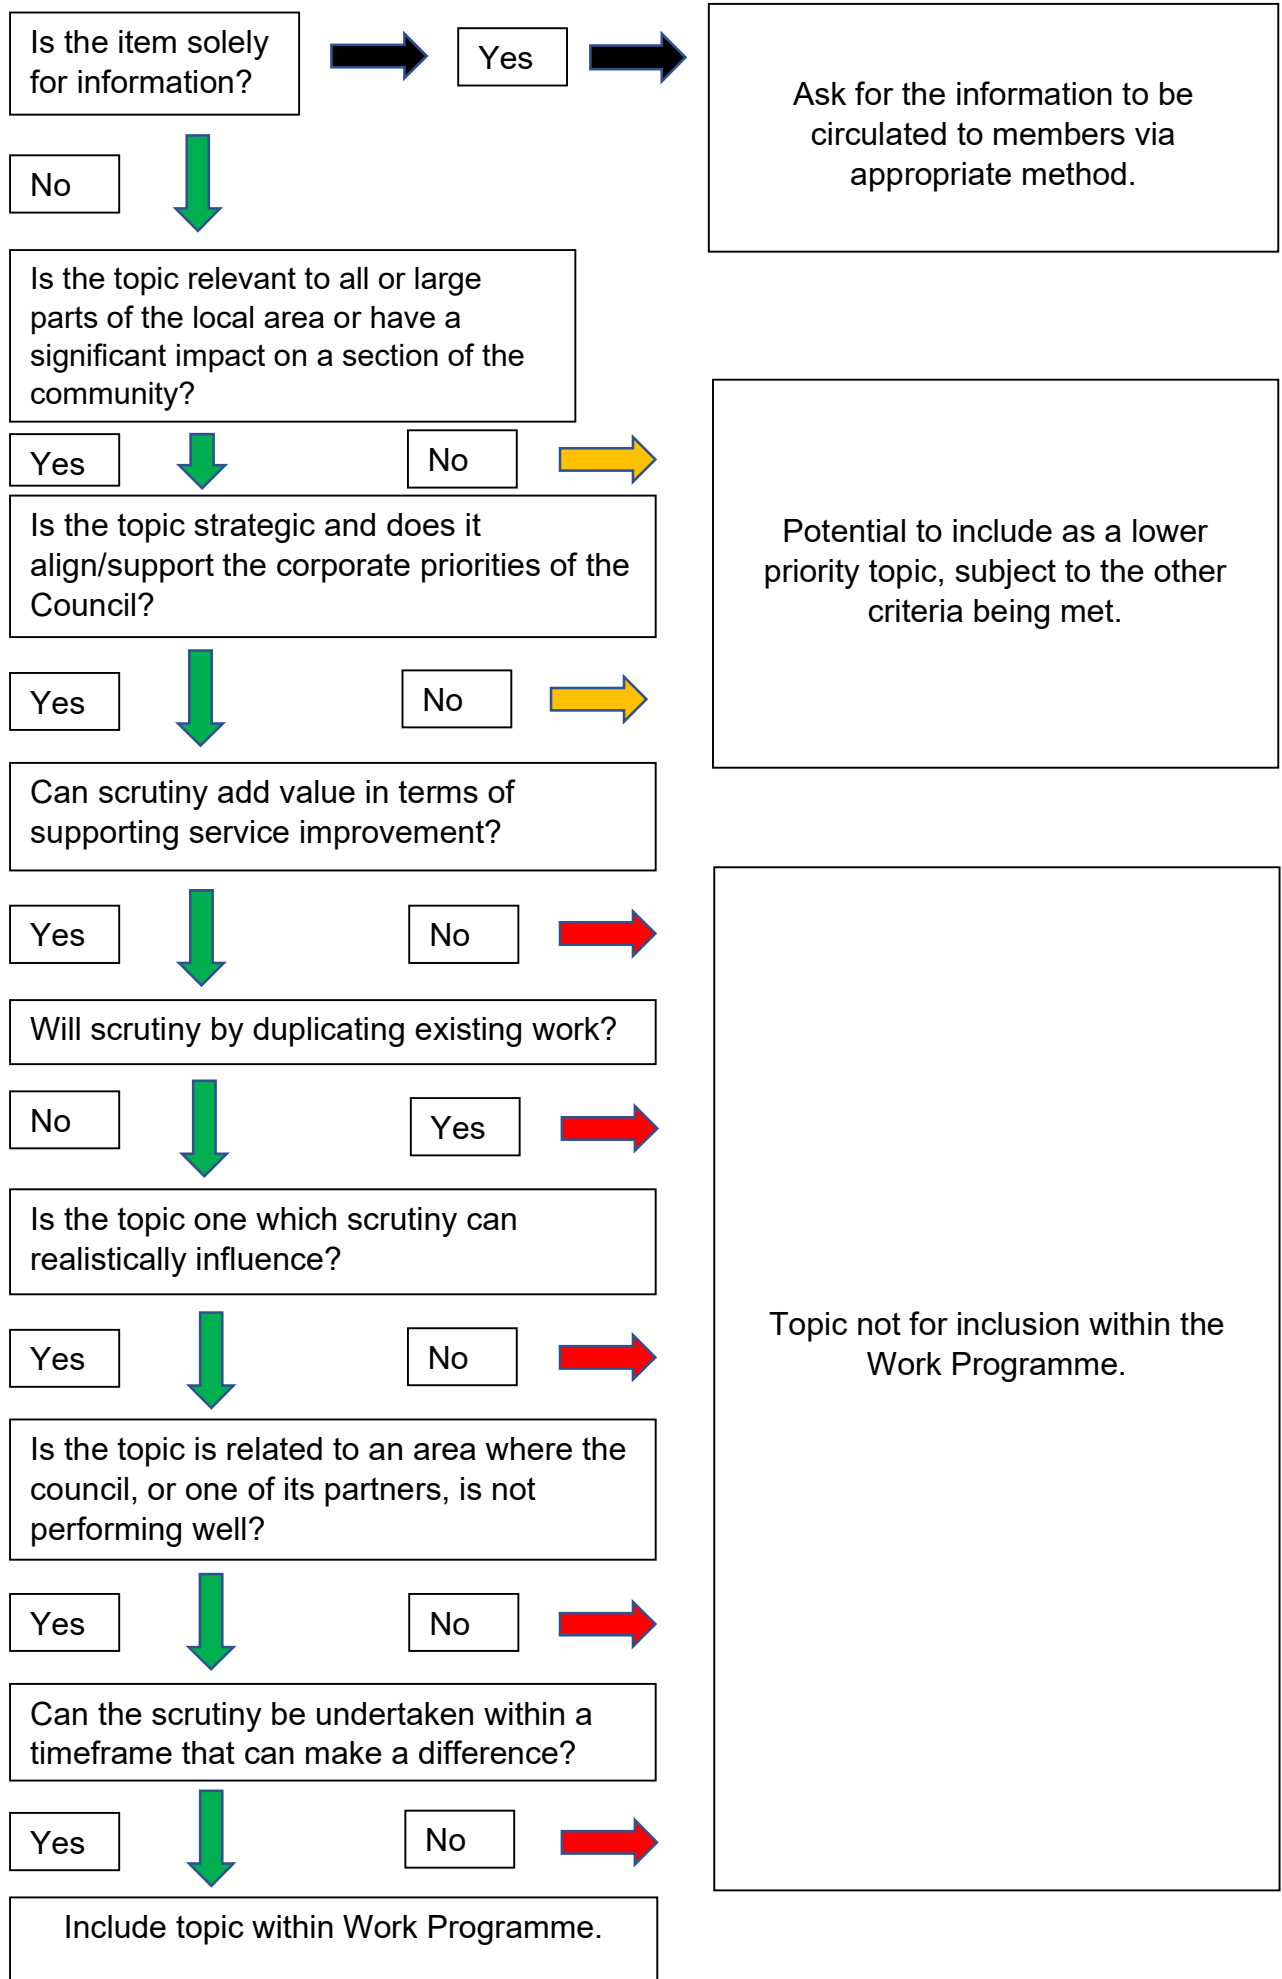 Is the item solely
for information?
Yes
Ask for the information to be
circulated to members via
appropriate method.
No
Is the topic relevant to all or large
parts of the local area or have a
significant impact on a section of the
community?
Yes
No
Is the topic strategic and does it
align/support the corporate priorities of the
Council?
Potential to include as a lower
priority topic, subject to the other
criteria being met.
Yes
No
Can scrutiny add value in terms of
supporting service improvement?
Yes
No
Will scrutiny by duplicating existing work?
No
Yes
Is the topic one which scrutiny can
realistically influence?
Topic not for inclusion within the
Work Programme.
Yes
No
Is the topic is related to an area where the
council, or one of its partners, is not
performing well?
Yes
No
Can the scrutiny be undertaken within a
timeframe that can make a difference?
Yes
No
Include topic within Work Programme.